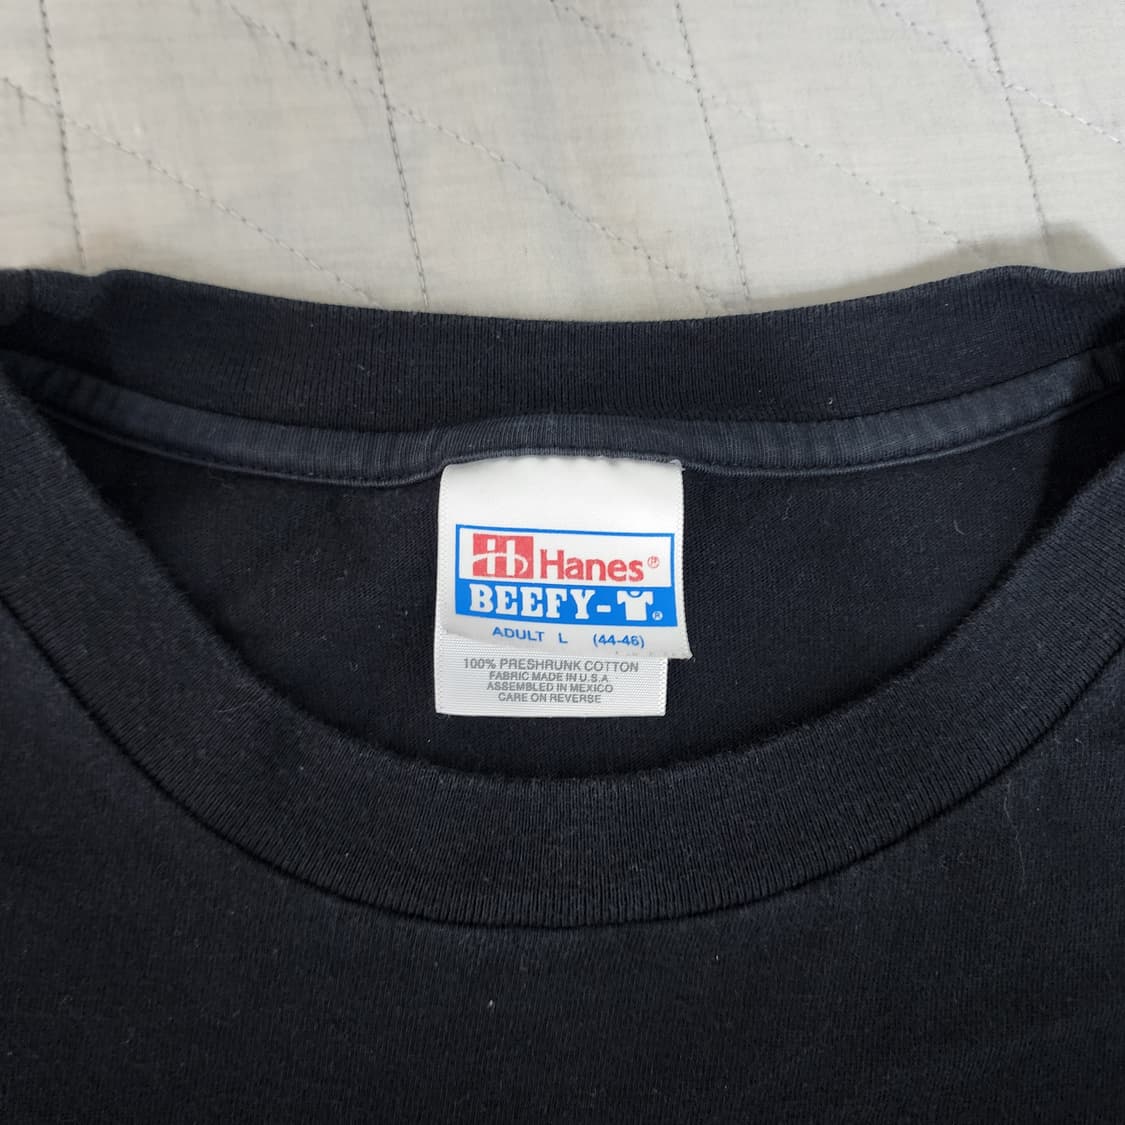 Hanes®
BEEFY-T®
ADULT L (44-46)
100% PRESHRUNK COTTON
FABRIC MADE IN U.S.A
ASSEMBLED IN MEXICO
CARE ON REVERSE